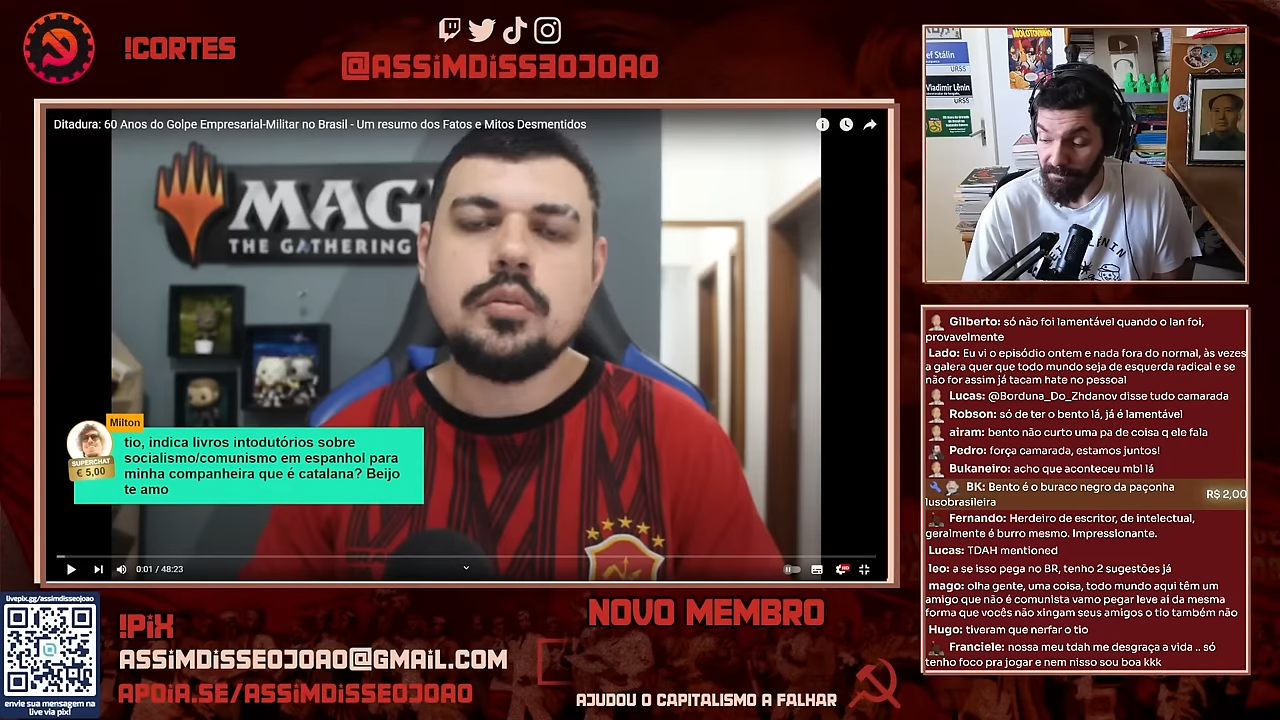 !CORTES
@ASSIMDISSEOJOAO
Ditadura: 60 Anos do Golpe Empresarial-Militar no Brasil - Um resumo dos Fatos e Mitos Desmentidos
MAG
THE GATHERING
Milton
SUPERCHAT
€ 5,00
tio, indica livros intodutórios sobre
socialismo/comunismo em espanhol para
minha companheira que é catalana? Beijo
te amo
0:01 / 48:23
HD
ef Stálin
URSS
Vladimir Lênin
URSS
MOLOTOVINHO
Gilberto: só não foi lamentável quando o Ian foi,
provavelmente
Lado: Eu vi o episódio ontem e nada fora do normal, às vezes
a galera quer que todo mundo seja de esquerda radical e se
não for assim já tacam hate no pessoal
Lucas: @Borduna_Do_Zhdanov disse tudo camarada
Robson: só de ter o bento lá, já é lamentável!
airam: bento não curto uma pa de coisa q ele fala
Pedro: força camarada, estamos juntos!
Bukaneiro: acho que aconteceu mbl lá
BK: Bento é o buraco negro da paçonha
lusobrasileira
R$ 2,00
Fernando: Herdeiro de escritor, de intelectual,
geralmente é burro mesmo. Impressionante.
Lucas: TDAH mentioned
leo: a se isso pega no BR, tenho 2 sugestões já
mago: olha gente, uma coisa, todo mundo aqui têm um
amigo que não é comunista vamo pegar leve aí da mesma
forma que vocês não xingam seus amigos o tio também não
Hugo: tiveram que nerfar o tio
Franciele: nossa meu tdah me desgraça a vida .. só
tenho foco pra jogar e nem nisso sou boa kkk
livepix.gg/assimdisseojoao
envie sua mensagem na
live via pix!
!PIX
ASSIMDISSEOJOAO@GMAIL.COM
APOIA.SE/ASSIMDISSEOJOAO
NOVO MEMBRO
AJUDOU O CAPITALISMO A FALHAR